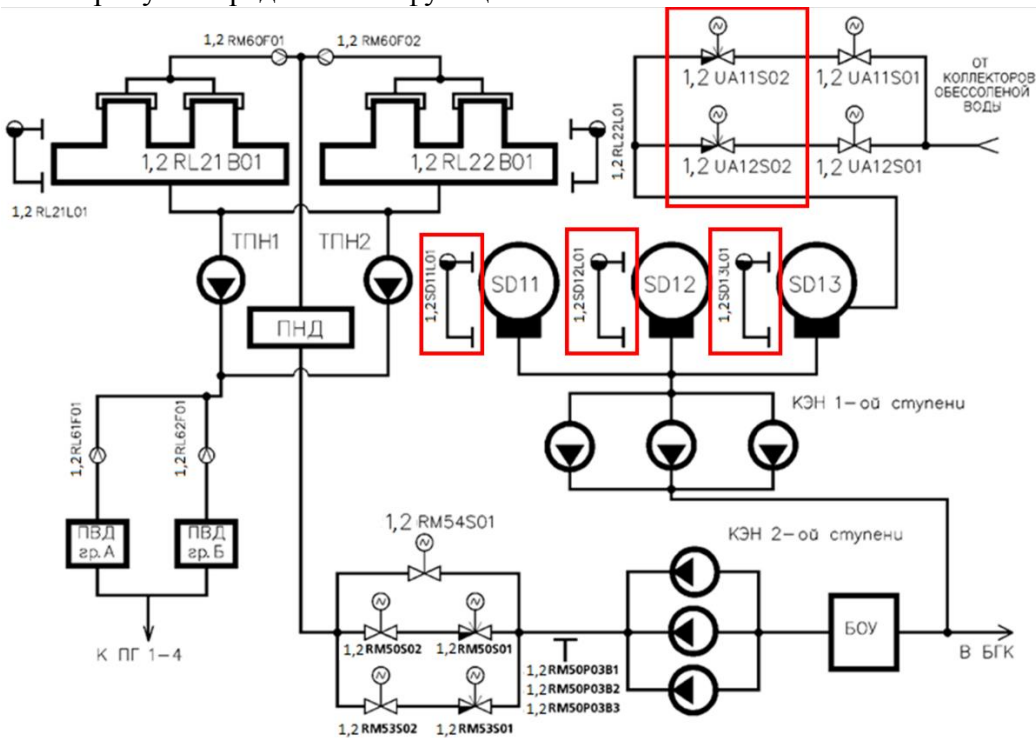 1,2 RM60F01
1,2 RM60F02
1,2 RL21 B01
1,2 RL22 B01
1,2 RL21L01
1,2 RL22L01
1,2 UA11S02
1,2 UA11S01
1,2 UA12S02
1,2 UA12S01
ОТ
КОЛЛЕКТОРОВ
ОБЕССОЛЕНОЙ
ВОДЫ
ТПН1
ТПН2
1,2SD11L01
SD11
1,2SD12L01
SD12
1,2SD13L01
SD13
ПНД
КЭН 1-ой ступени
1,2RL61F01
1,2RL62F01
ПВД
гр. А
ПВД
гр. Б
К ПГ 1-4
1,2 RM54S01
1,2 RM50S02
1,2RM50S01
1,2 RM53S02
1,2RM53S01
1,2RM50P03B1
1,2RM50P03B2
1,2RM50P03B3
КЭН 2-ой ступени
БОУ
В БГК